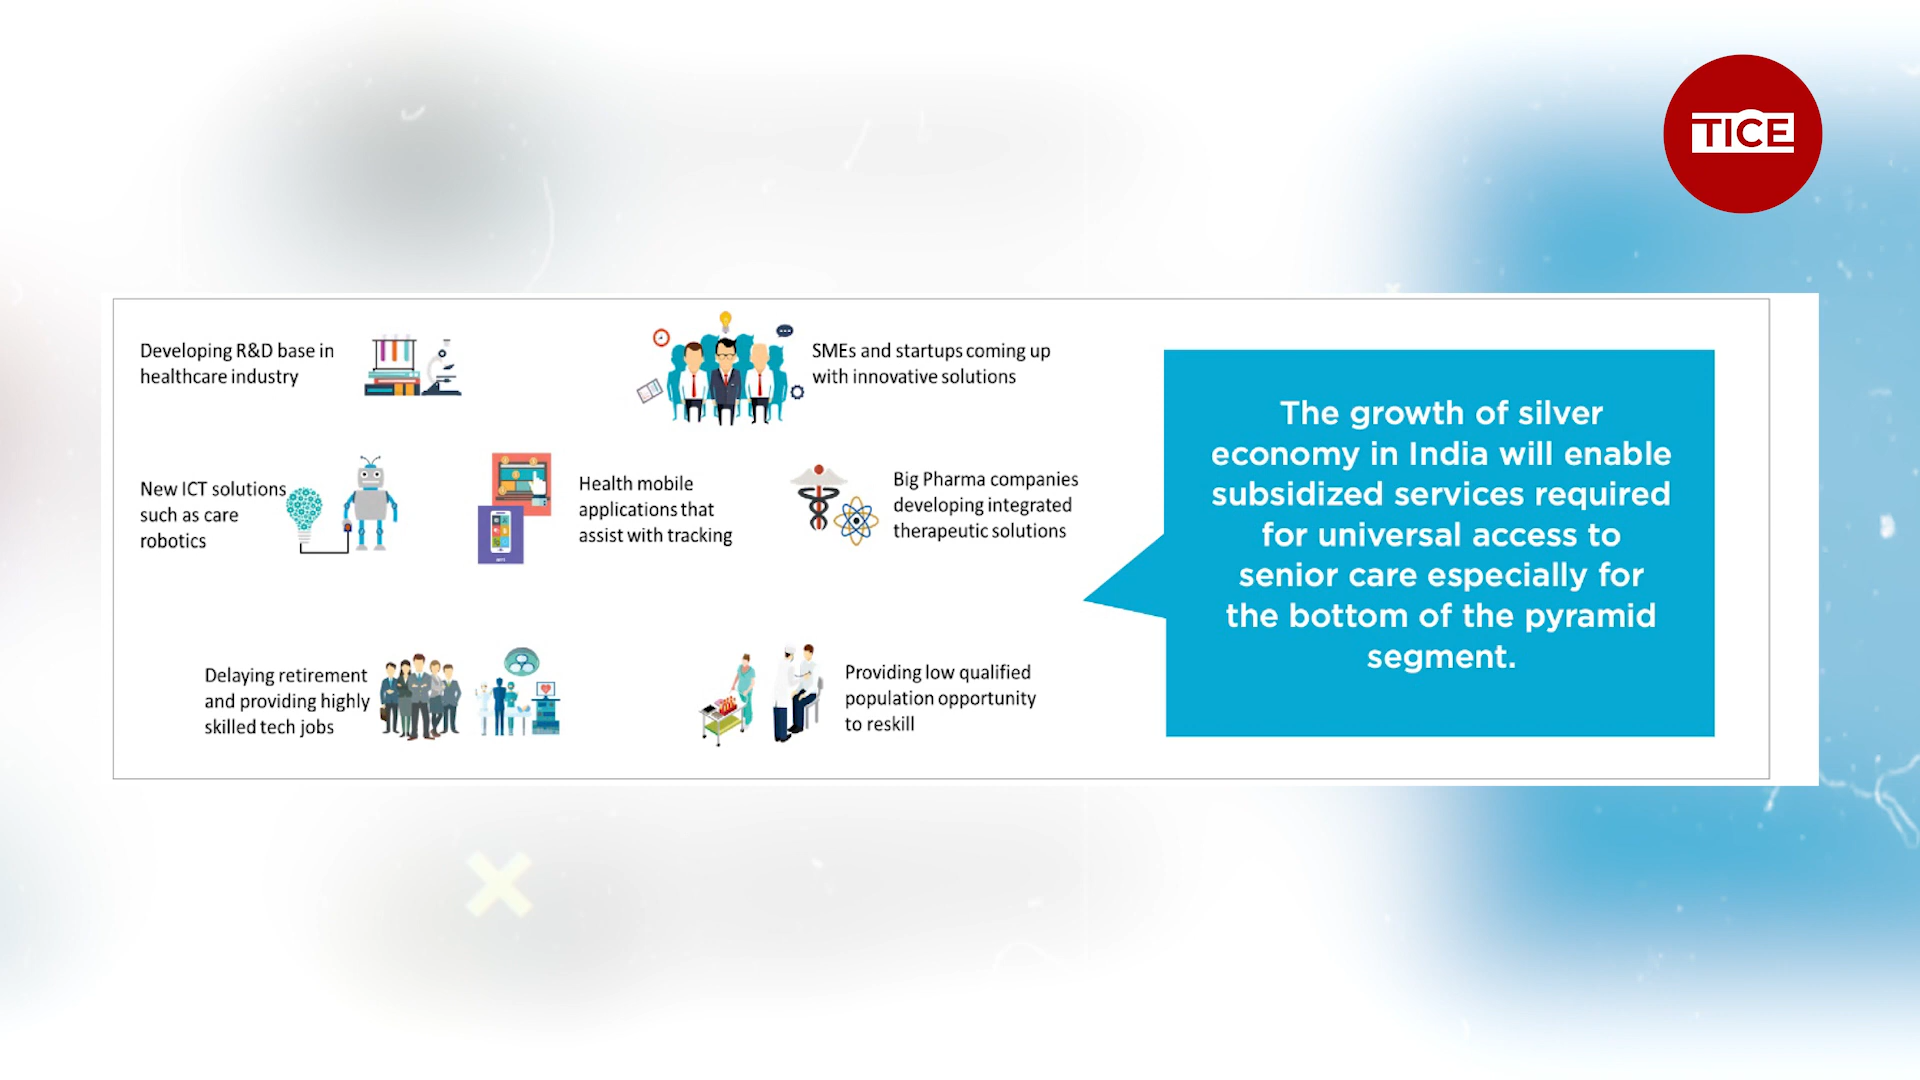 TICE
Developing R&D base in
healthcare industry
SMEs and startups coming up
with innovative solutions
New ICT solutions
such as care
robotics
Health mobile
applications that
assist with tracking
Big Pharma companies
developing integrated
therapeutic solutions
Delaying retirement
and providing highly
skilled tech jobs
Providing low qualified
population opportunity
to reskill
The growth of silver
economy in India will enable
subsidized services required
for universal access to
senior care especially for
the bottom of the pyramid
segment.